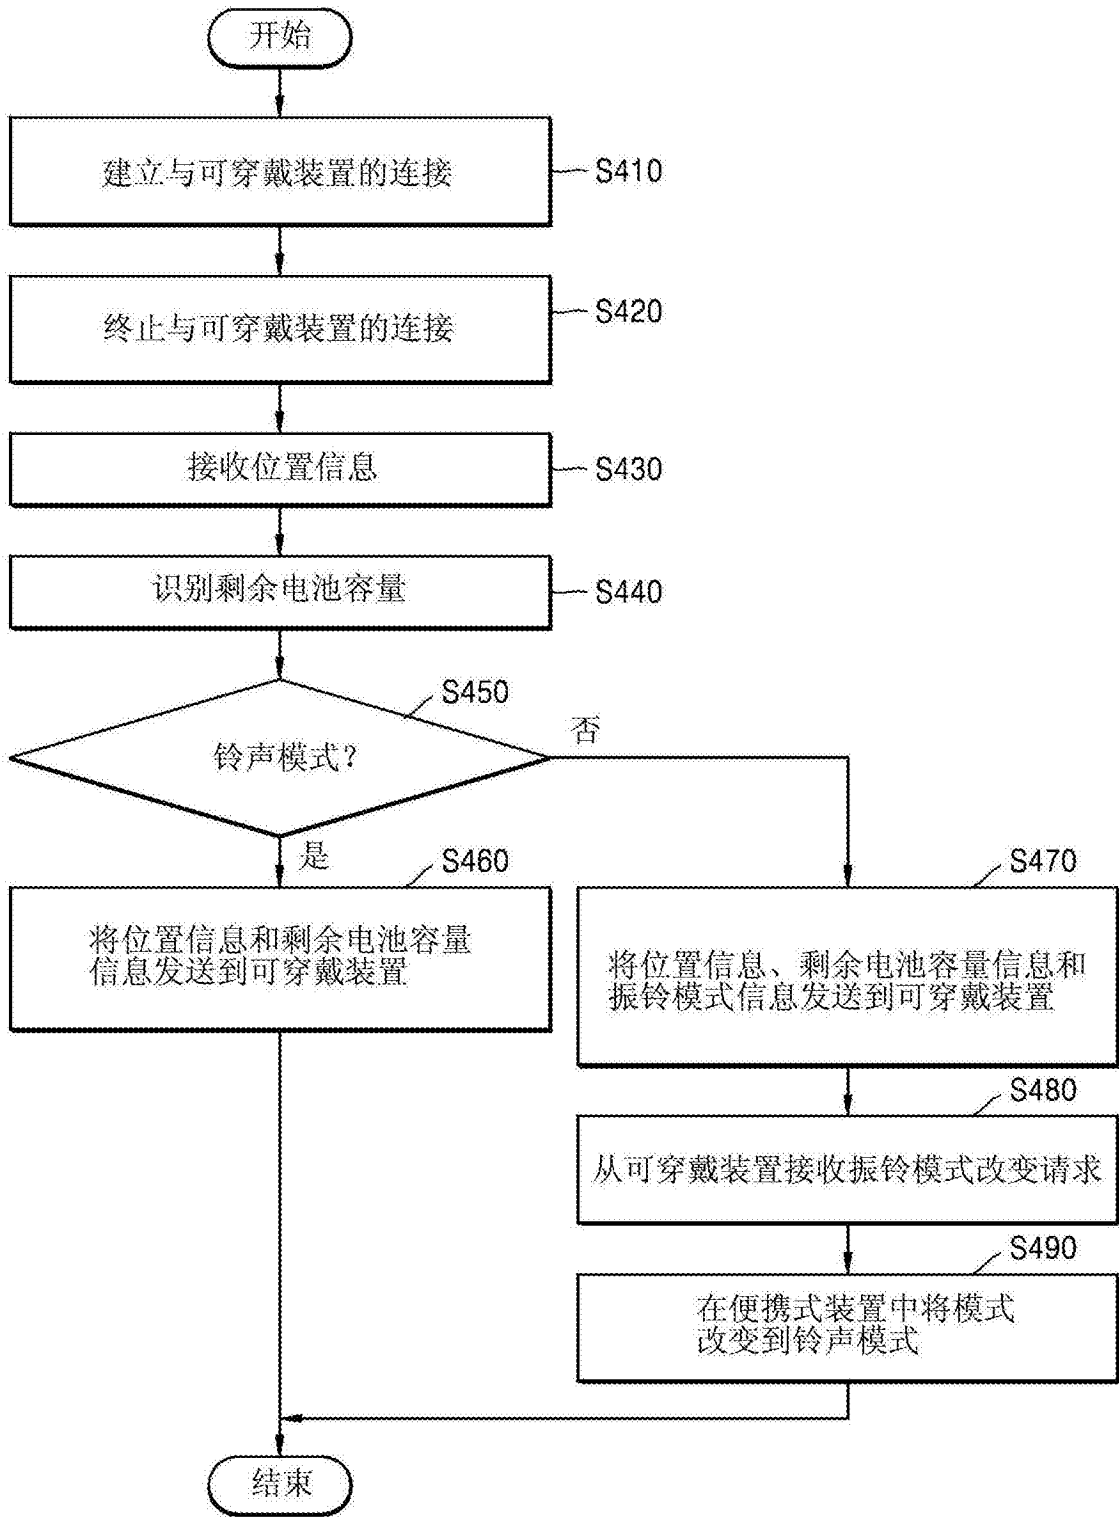 开始
建立与可穿戴装置的连接
S410
终止与可穿戴装置的连接
S420
接收位置信息
S430
识别剩余电池容量
S440
S450
铃声模式？
否
是
S460
将位置信息和剩余电池容量
信息发送到可穿戴装置
S470
将位置信息、剩余电池容量信息和
振铃模式信息发送到可穿戴装置
S480
从可穿戴装置接收振铃模式改变请求
S490
在便携式装置中将模式
改变到铃声模式
结束